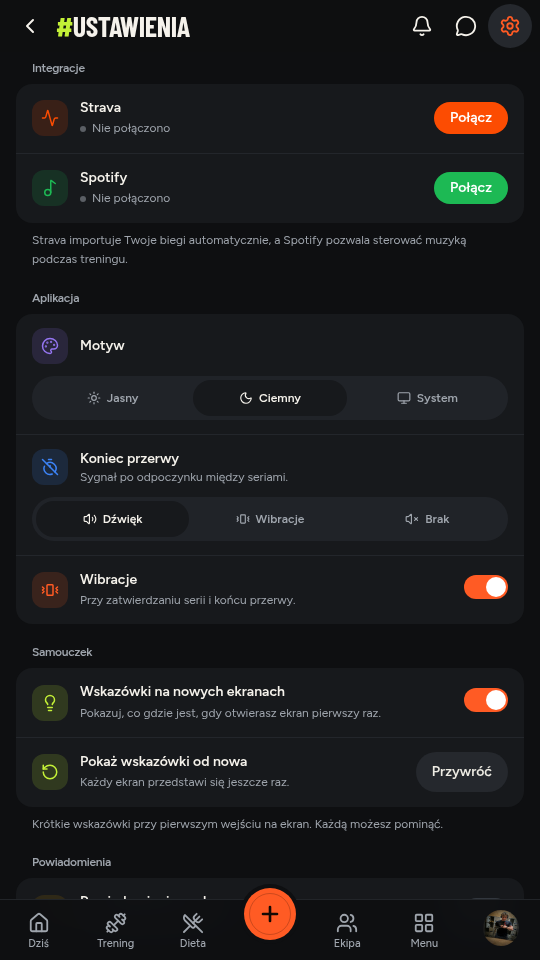 #USTAWIENIA
Integracje
Strava
Nie połączono
Połącz
Spotify
Nie połączono
Połącz
Strava importuje Twoje biegi automatycznie, a Spotify pozwala sterować muzyką
podczas treningu.
Aplikacja
Motyw
Jasny
Ciemny
System
Koniec przerwy
Sygnał po odpoczynku między seriami.
Dźwięk
Wibracje
Brak
Wibracje
Przy zatwierdzaniu serii i końcu przerwy.
Samouczek
Wskazówki na nowych ekranach
Pokazuj, co gdzie jest, gdy otwierasz ekran pierwszy raz.
Pokaż wskazówki od nowa
Każdy ekran przedstawi się jeszcze raz.
Przywróć
Krótkie wskazówki przy pierwszym wejściu na ekran. Każdą możesz pominąć.
Powiadomienia
Dziś
Trening
Dieta
Ekipa
Menu